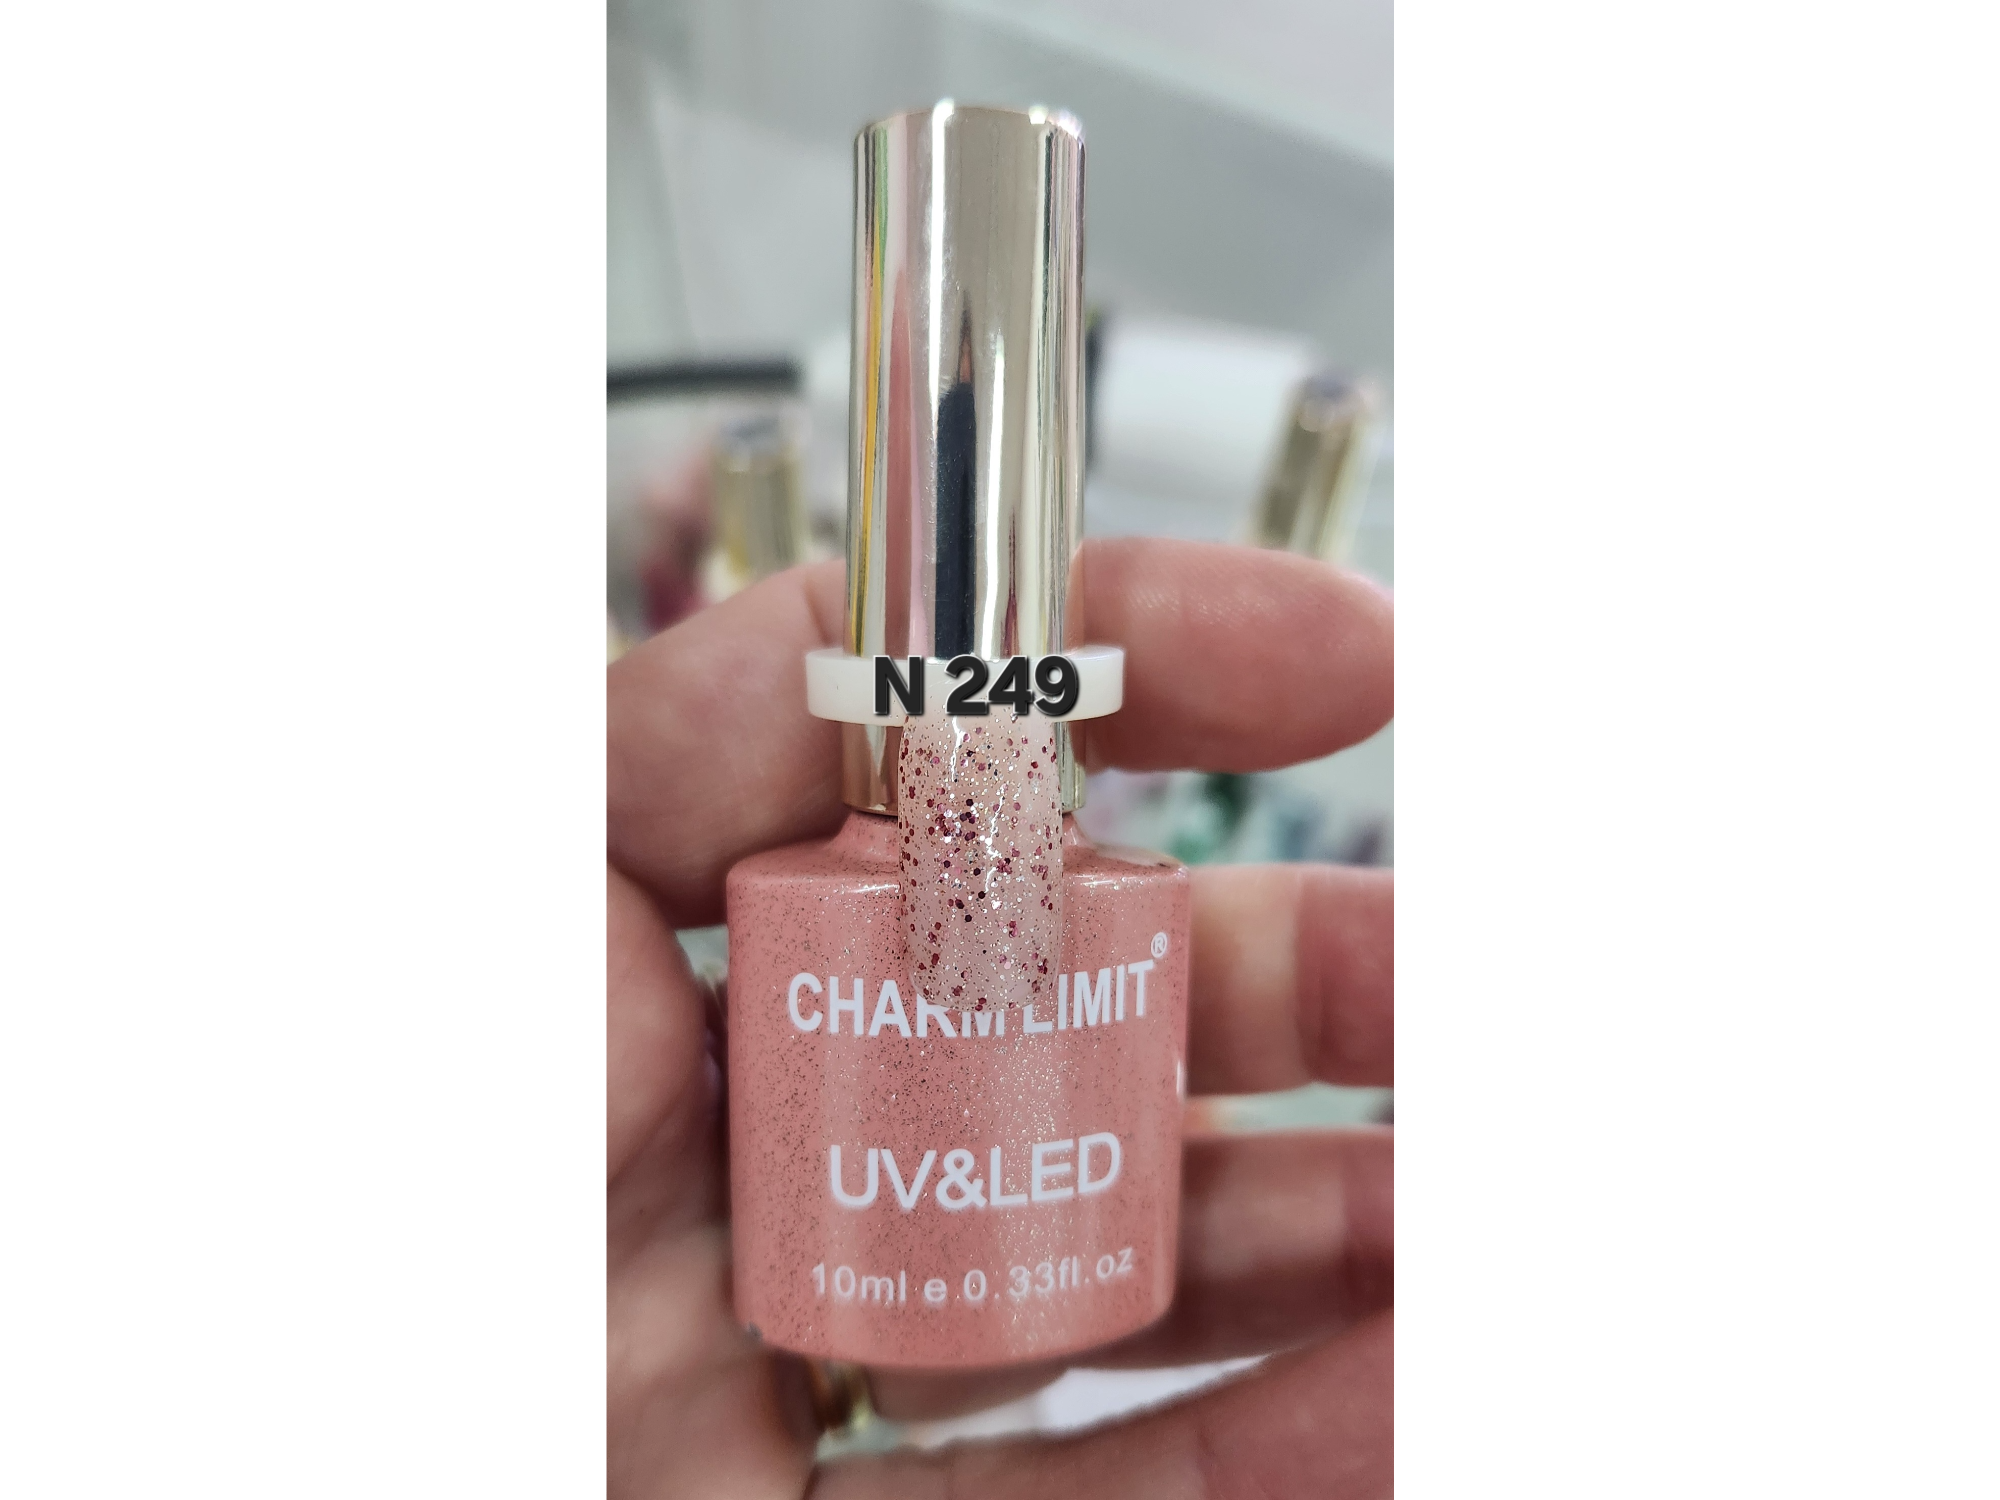 N 249
CHARM LIMIT®
UV&LED
10ml e 0.33fl.oz